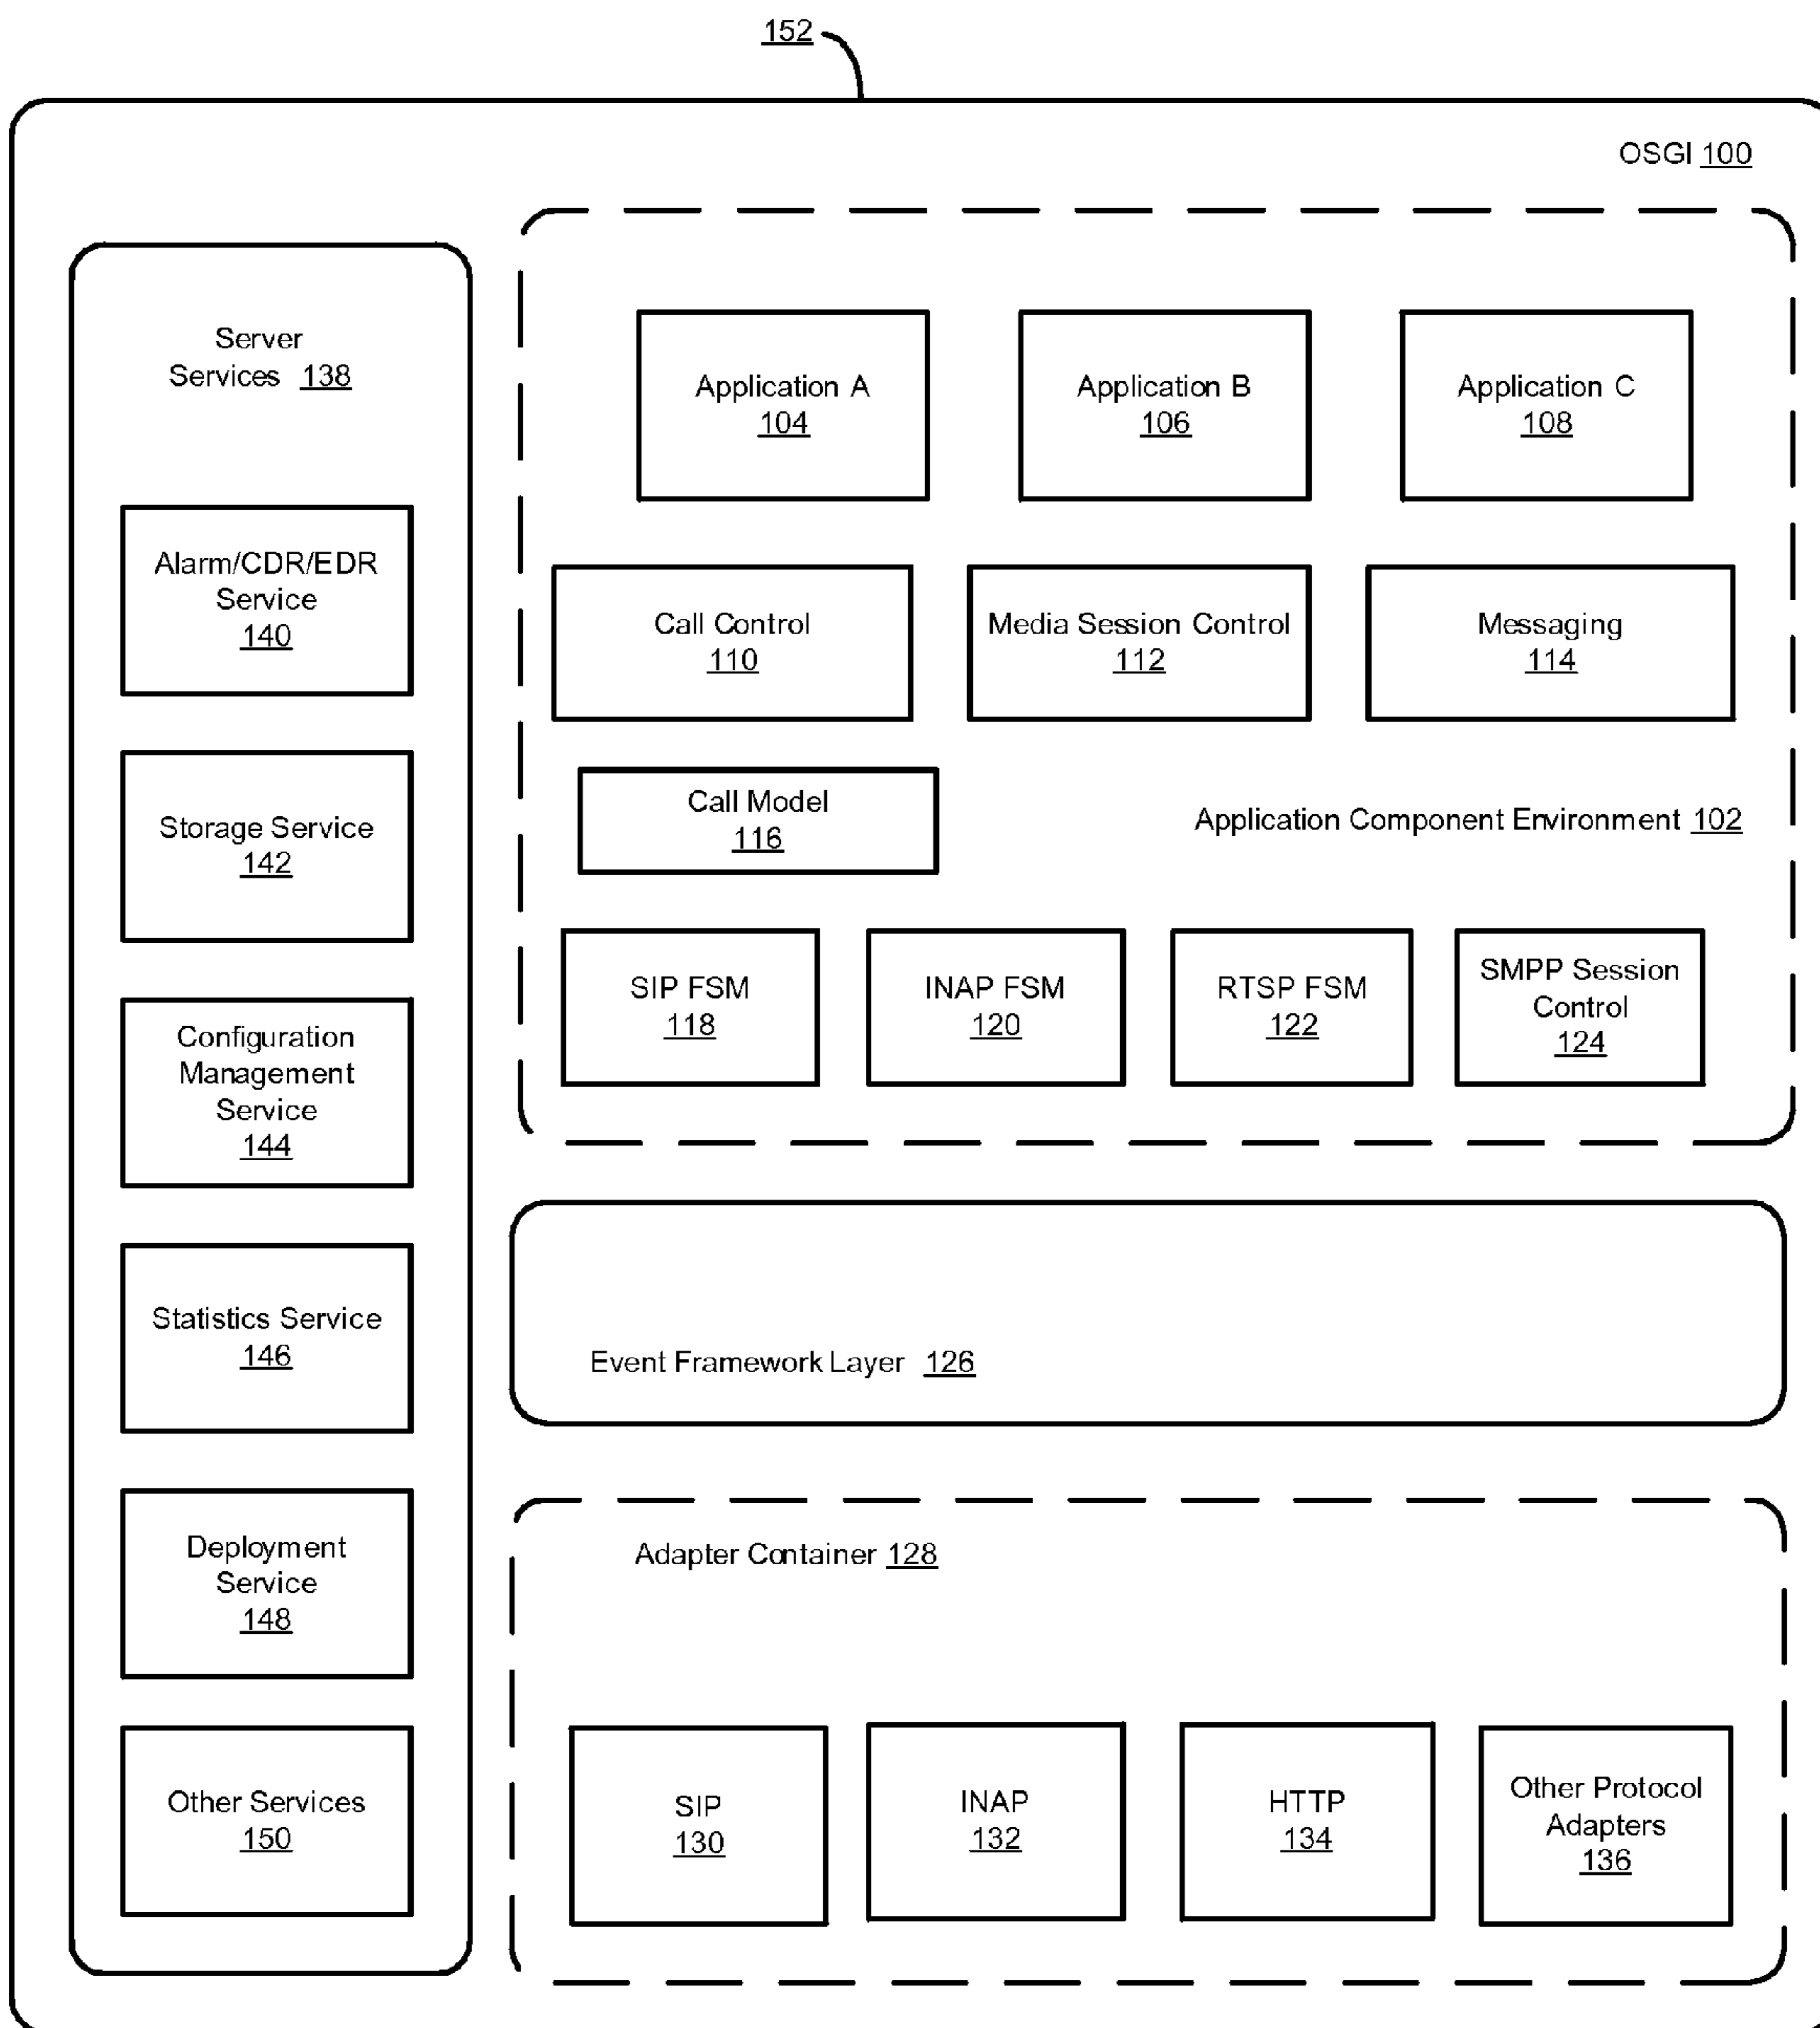 152
OSGI 100
Server
Services 138
Alarm/CDR/EDR
Service
140
Storage Service
142
Configuration
Management
Service
144
Statistics Service
146
Deployment
Service
148
Other Services
150
Application A
104
Application B
106
Application C
108
Call Control
110
Media Session Control
112
Messaging
114
Call Model
116
Application Component Environment 102
SIP FSM
118
INAP FSM
120
RTSP FSM
122
SMPP Session
Control
124
Event Framework Layer 126
Adapter Container 128
SIP
130
INAP
132
HTTP
134
Other Protocol
Adapters
136